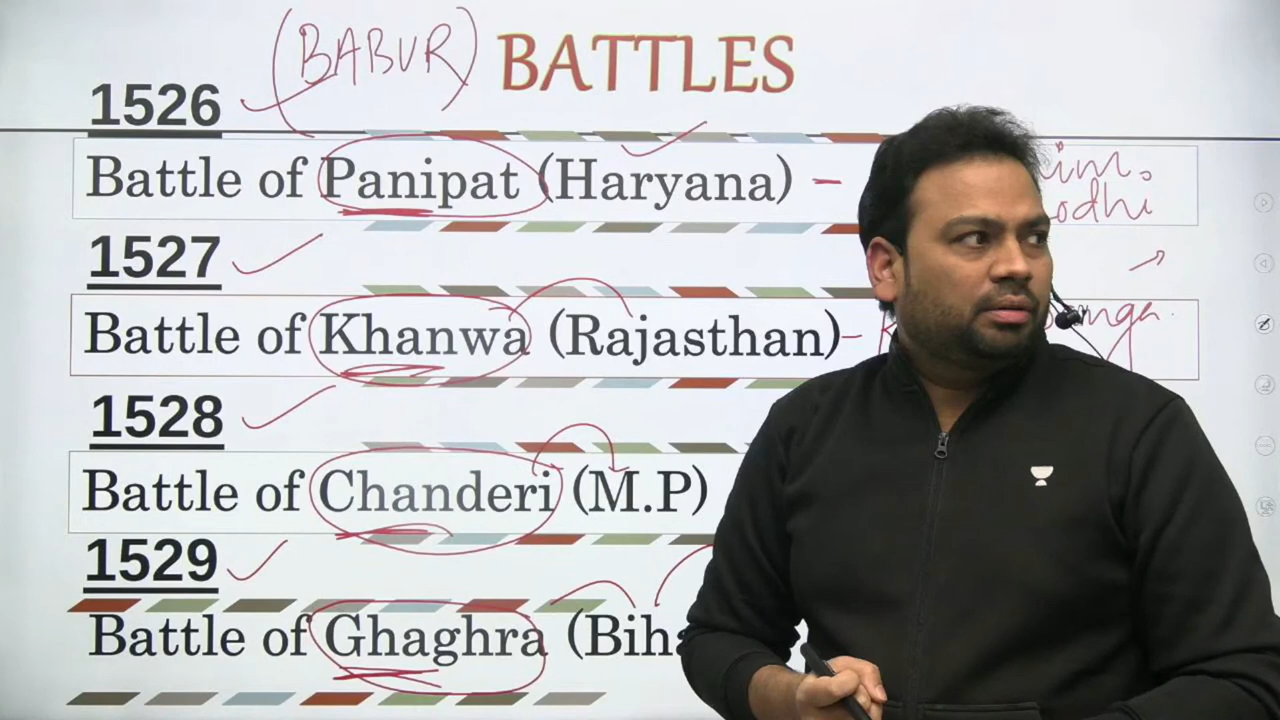 (BABUR) BATTLES
1526
Battle of Panipat (Haryana) -
1527
Battle of Khanwa (Rajasthan) -
1528
Battle of Chanderi (M.P)
1529
Battle of Ghaghra